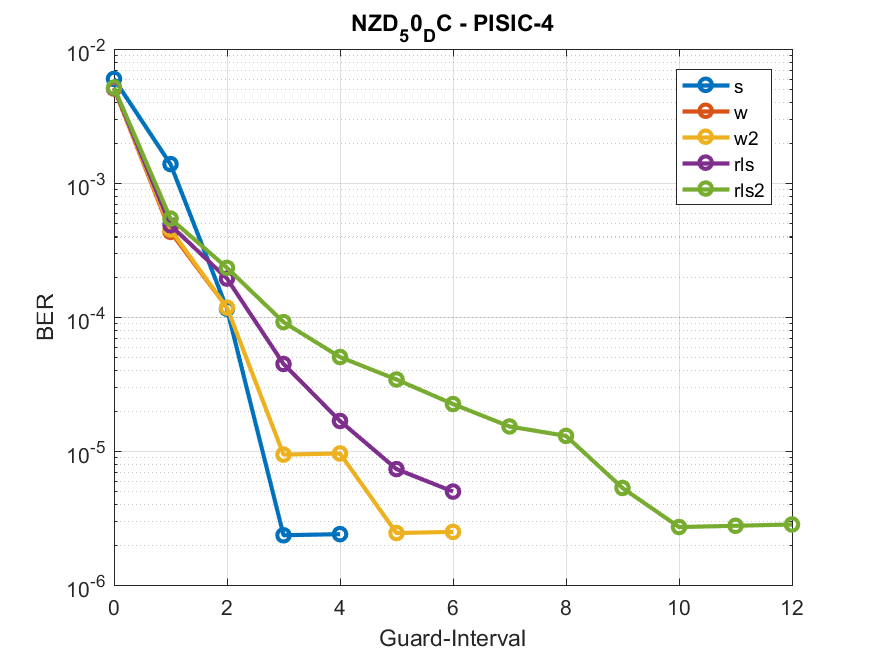 NZD₅0_DC - PISIC-4
10⁻²
10⁻³
10⁻⁴
10⁻⁵
10⁻⁶
BER
s
w
w2
rls
rls2
0 2 4 6 8 10 12
Guard-Interval